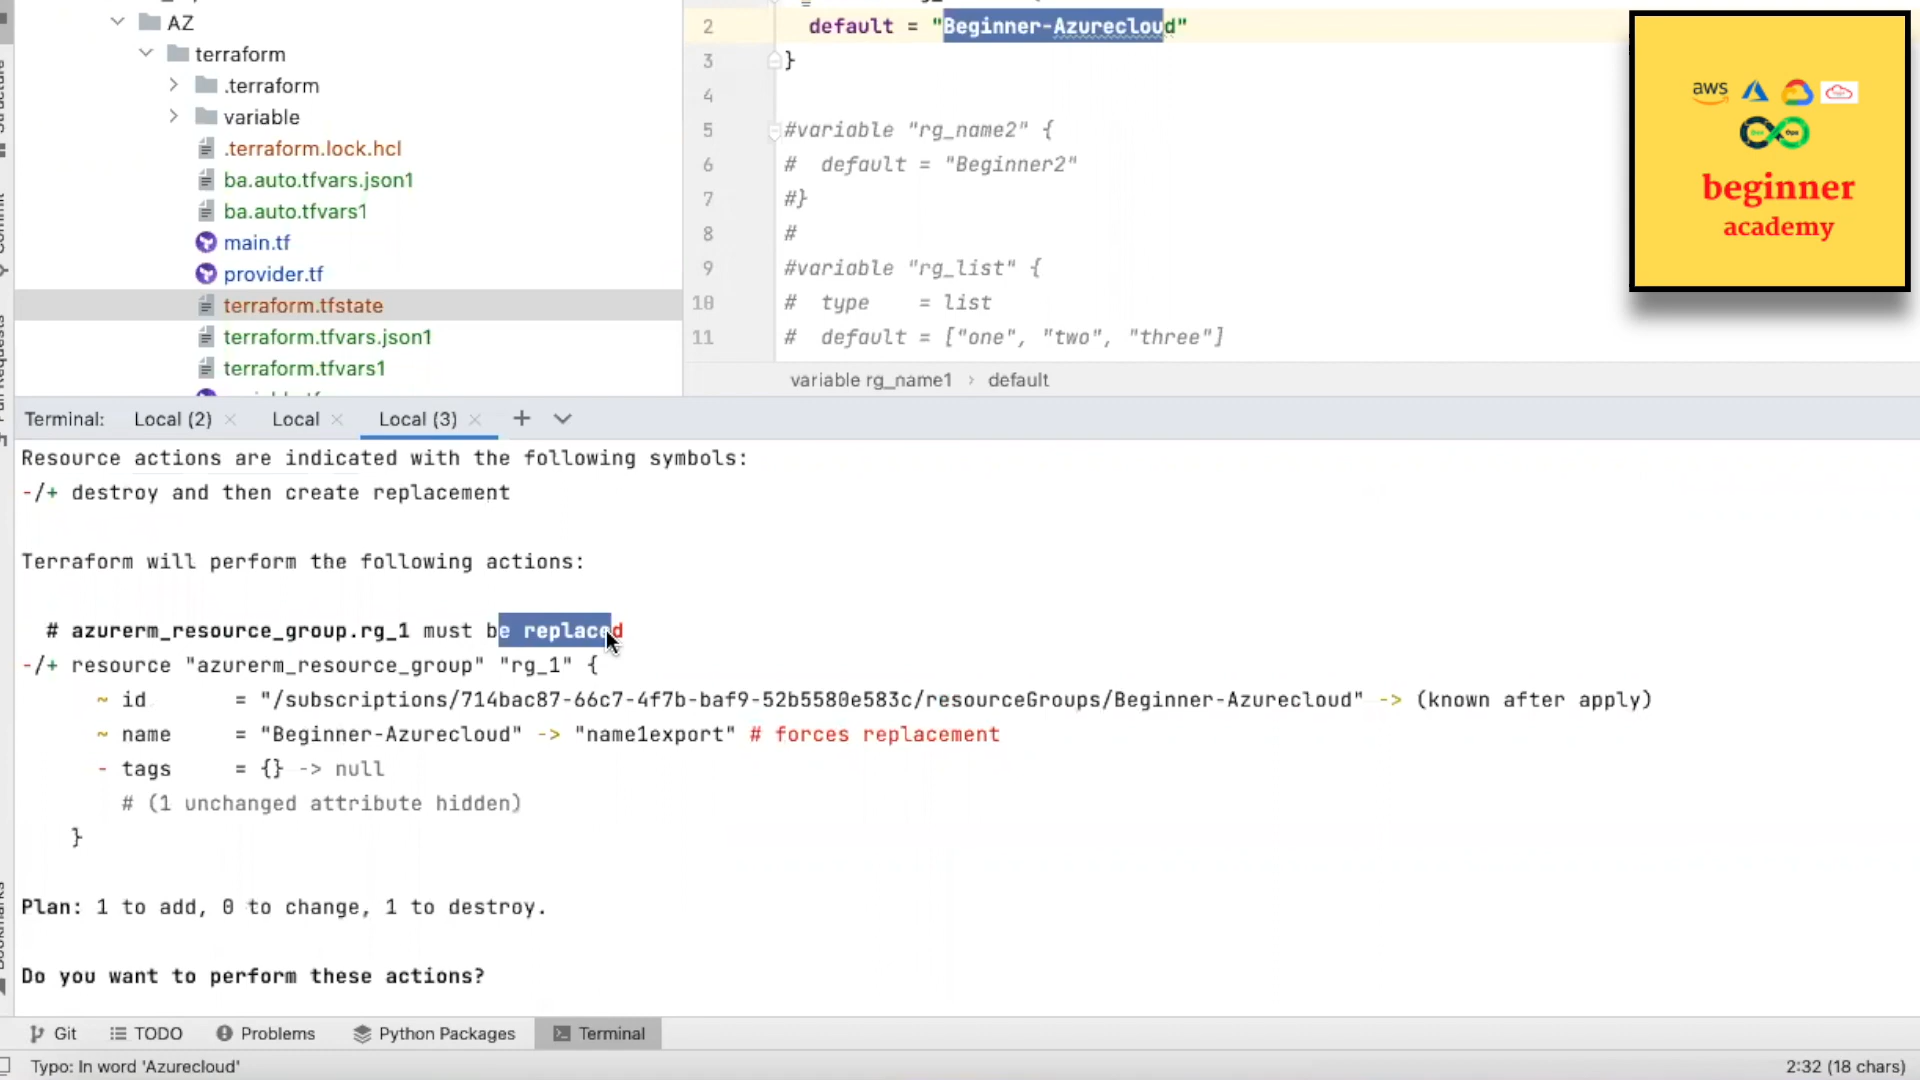 AZ
terraform
.terraform
variable
.terraform.lock.hcl
ba.auto.tfvars.json1
ba.auto.tfvars1
main.tf
provider.tf
terraform.tfstate
terraform.tfvars.json1
terraform.tfvars1
2 default = "Beginner-Azurecloud"
3 }
4
5 #variable "rg_name2" {
6 # default = "Beginner2"
7 #}
8 #
9 #variable "rg_list" {
10 # type = list
11 # default = ["one", "two", "three"]
variable rg_name1 › default
aws
beginner
academy
Structure
Commit
Pull Requests
Bookmarks
Terminal: Local (2) × Local × Local (3) × +
Resource actions are indicated with the following symbols:
-/+ destroy and then create replacement
Terraform will perform the following actions:
# azurerm_resource_group.rg_1 must be replaced
-/+ resource "azurerm_resource_group" "rg_1" {
~ id = "/subscriptions/714bac87-66c7-4f7b-baf9-52b5580e583c/resourceGroups/Beginner-Azurecloud" -> (known after apply)
~ name = "Beginner-Azurecloud" -> "name1export" # forces replacement
- tags = {} -> null
# (1 unchanged attribute hidden)
}
Plan: 1 to add, 0 to change, 1 to destroy.
Do you want to perform these actions?
Git TODO Problems Python Packages Terminal
Typo: In word 'Azurecloud' 2:32 (18 chars)